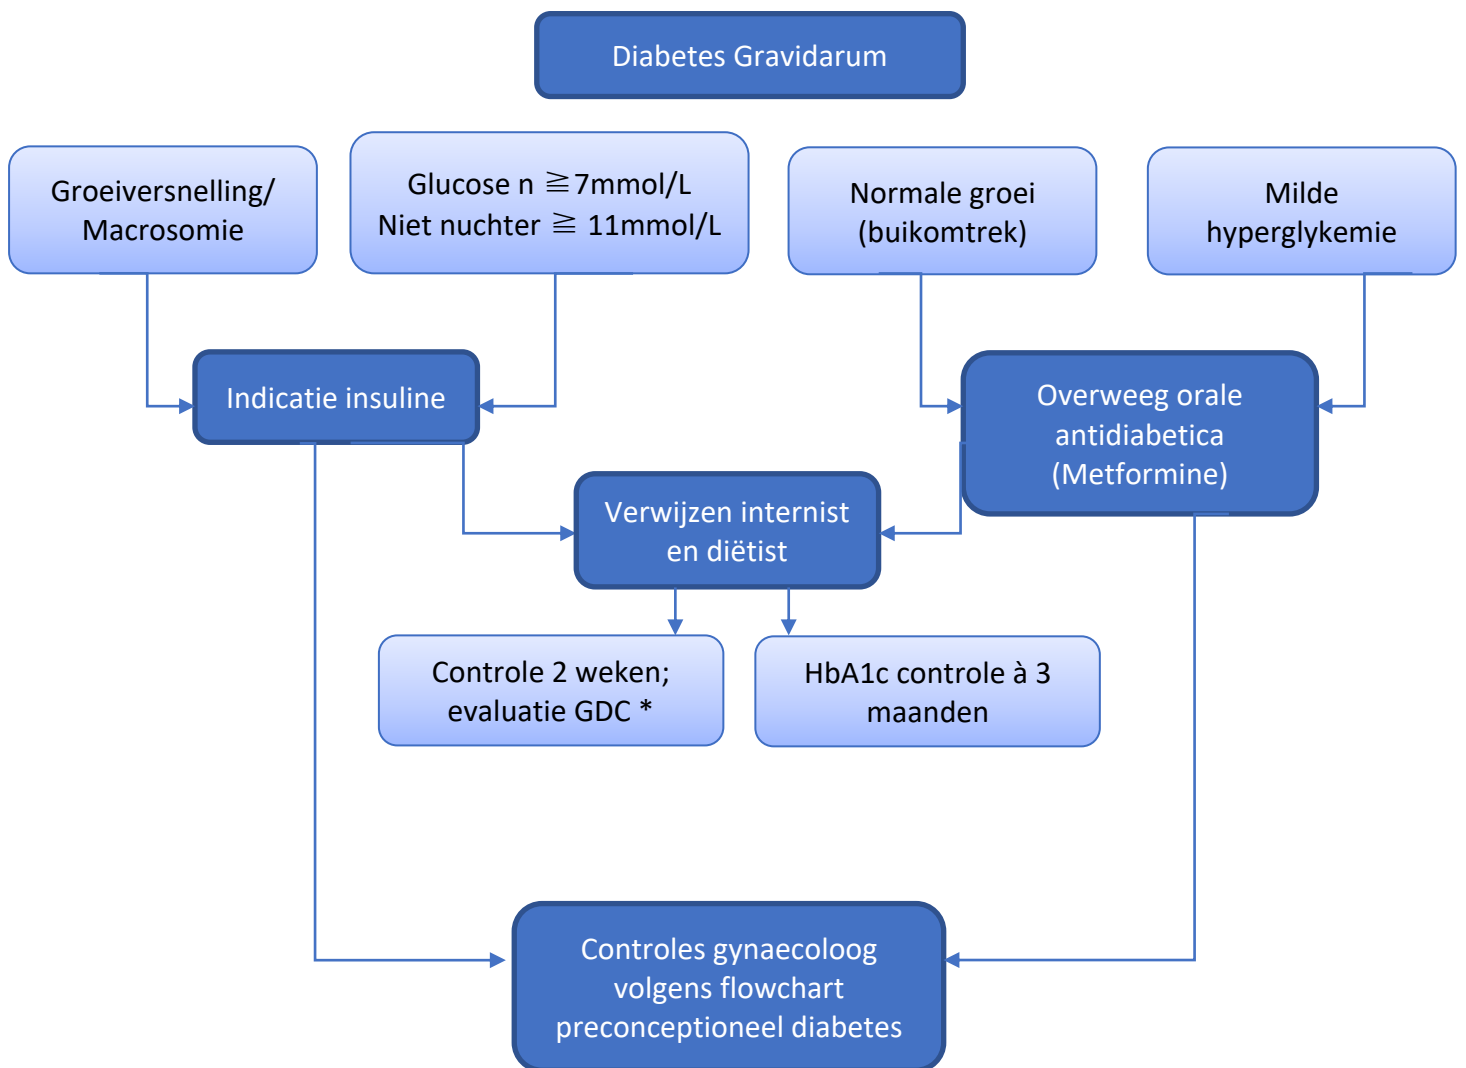 Diabetes Gravidarum
Groeiversnelling/
Macrosomie
Glucose n ≧7mmol/L
Niet nuchter ≧ 11mmol/L
Normale groei
(buikomtrek)
Milde
hyperglykemie
Indicatie insuline
Overweeg orale
antidiabetica
(Metformine)
Verwijzen internist
en diëtist
Controle 2 weken;
evaluatie GDC *
HbA1c controle à 3
maanden
Controles gynaecoloog
volgens flowchart
preconceptioneel diabetes